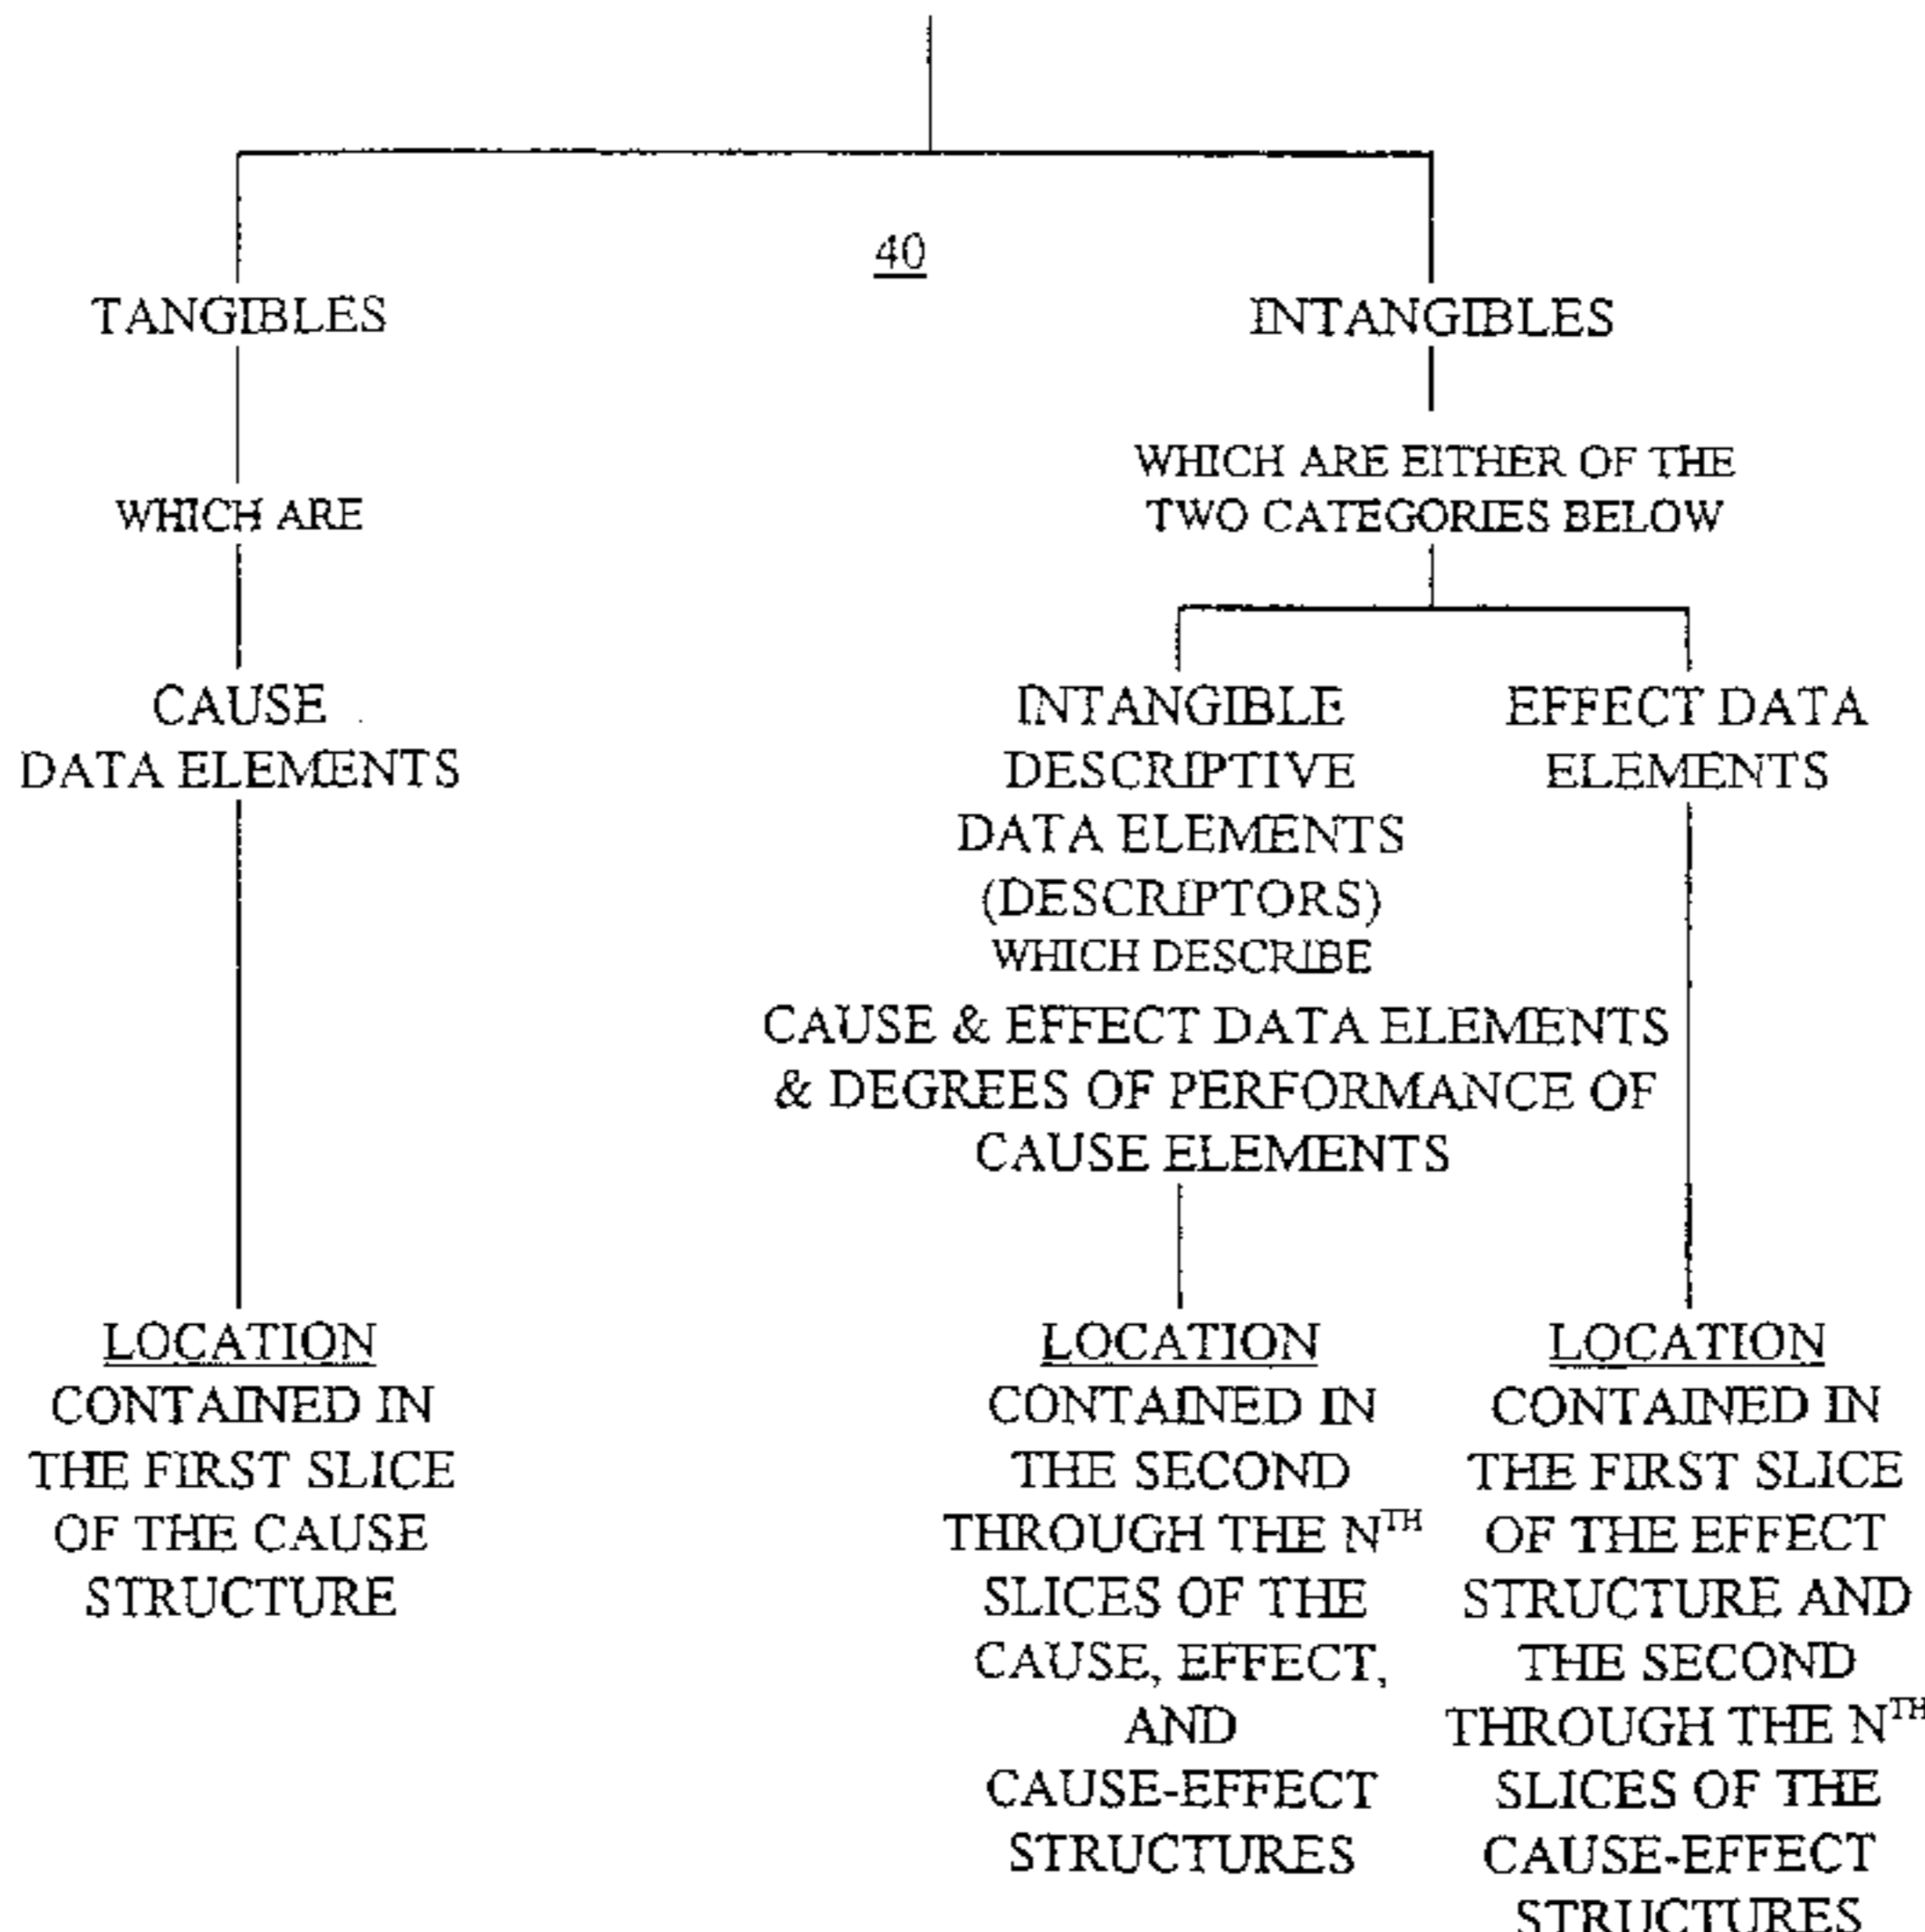 40
TANGIBLES
WHICH ARE
CAUSE
DATA ELEMENTS
LOCATION
CONTAINED IN
THE FIRST SLICE
OF THE CAUSE
STRUCTURE
INTANGIBLES
WHICH ARE EITHER OF THE
TWO CATEGORIES BELOW
INTANGIBLE
DESCRIPTIVE
DATA ELEMENTS
(DESCRIPTORS)
WHICH DESCRIBE
CAUSE & EFFECT DATA ELEMENTS
& DEGREES OF PERFORMANCE OF
CAUSE ELEMENTS
LOCATION
CONTAINED IN
THE SECOND
THROUGH THE NTH
SLICES OF THE
CAUSE, EFFECT,
AND
CAUSE-EFFECT
STRUCTURES
EFFECT DATA
ELEMENTS
LOCATION
CONTAINED IN
THE FIRST SLICE
OF THE EFFECT
STRUCTURE AND
THE SECOND
THROUGH THE NTH
SLICES OF THE
CAUSE-EFFECT
STRUCTURES